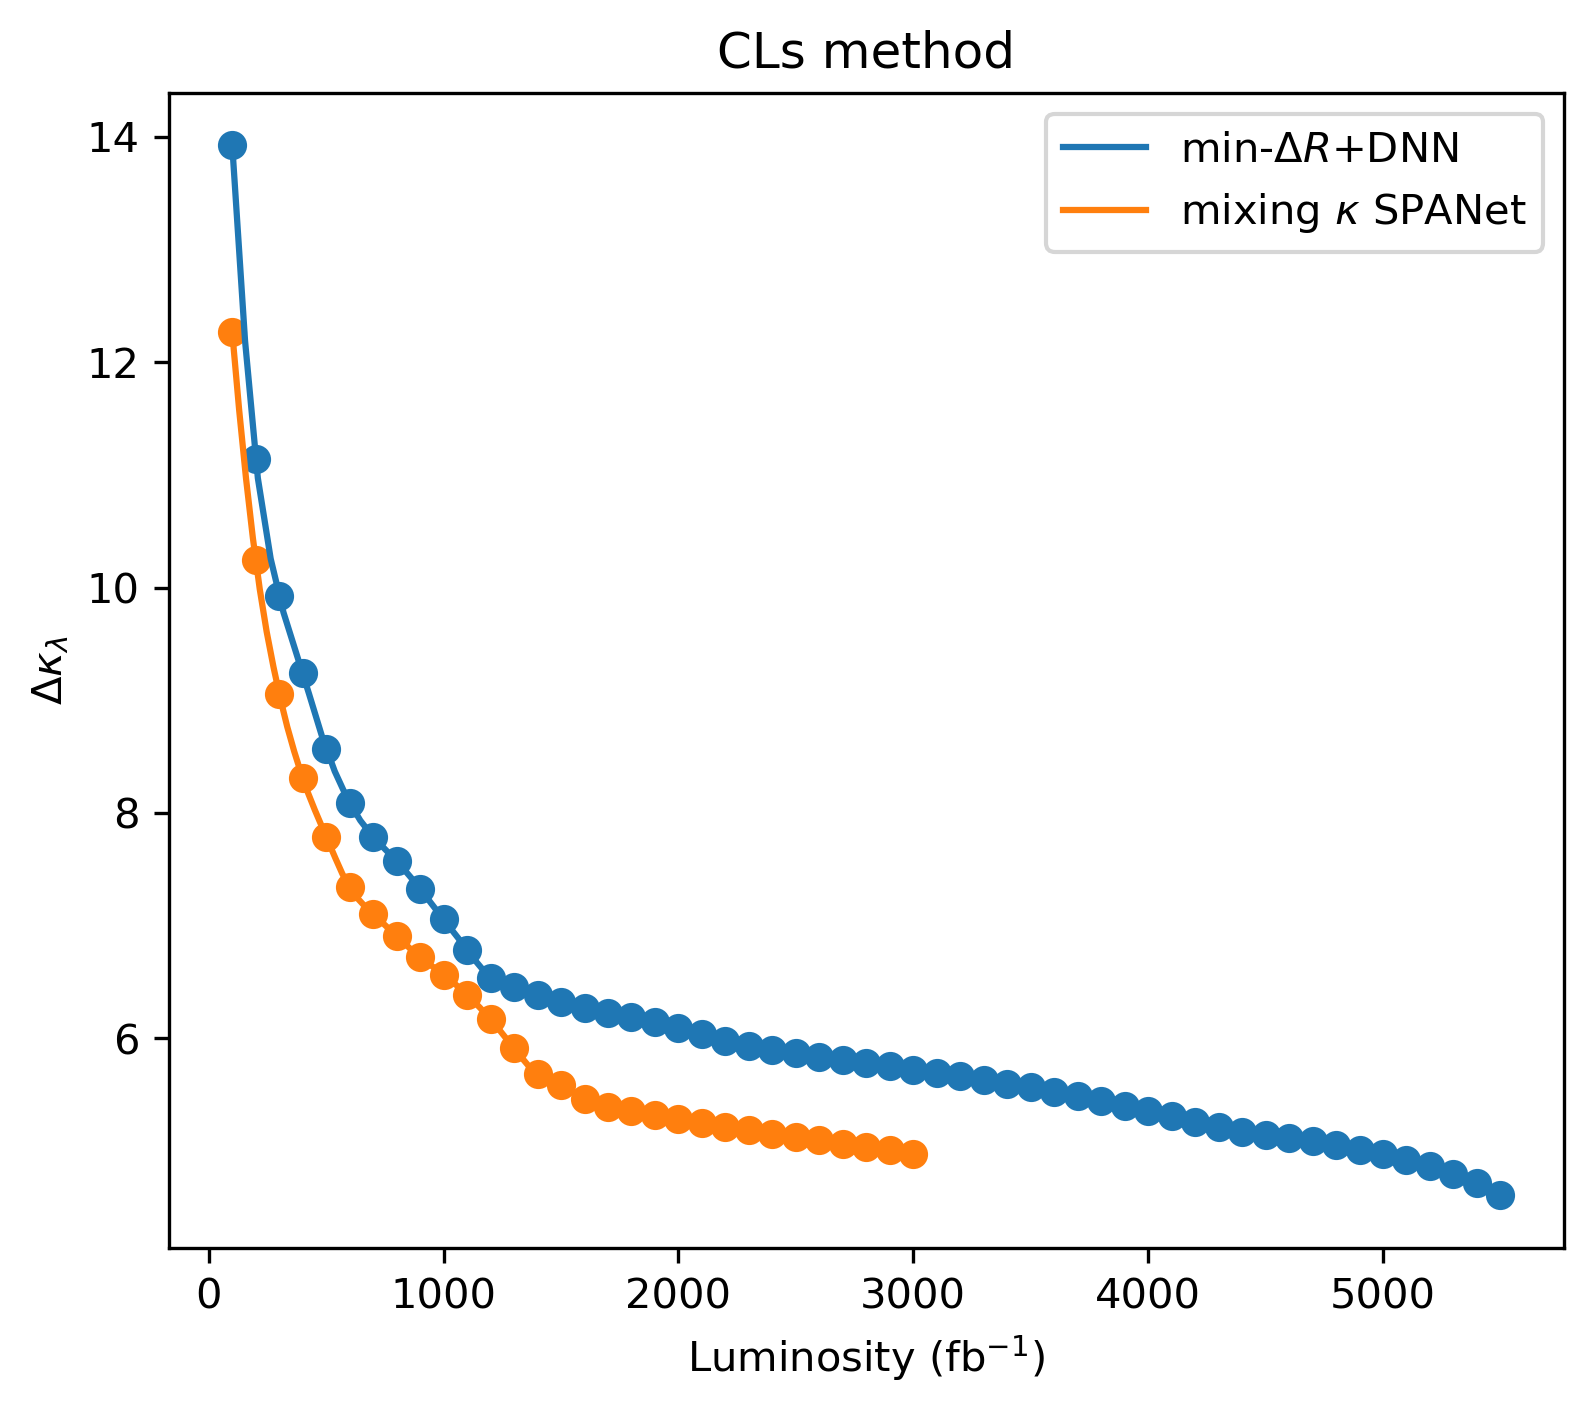 CLs method
min-ΔR+DNN
mixing κ SPANet
14
12
10
8
6
Δκλ
0 1000 2000 3000 4000 5000
Luminosity (fb⁻¹)